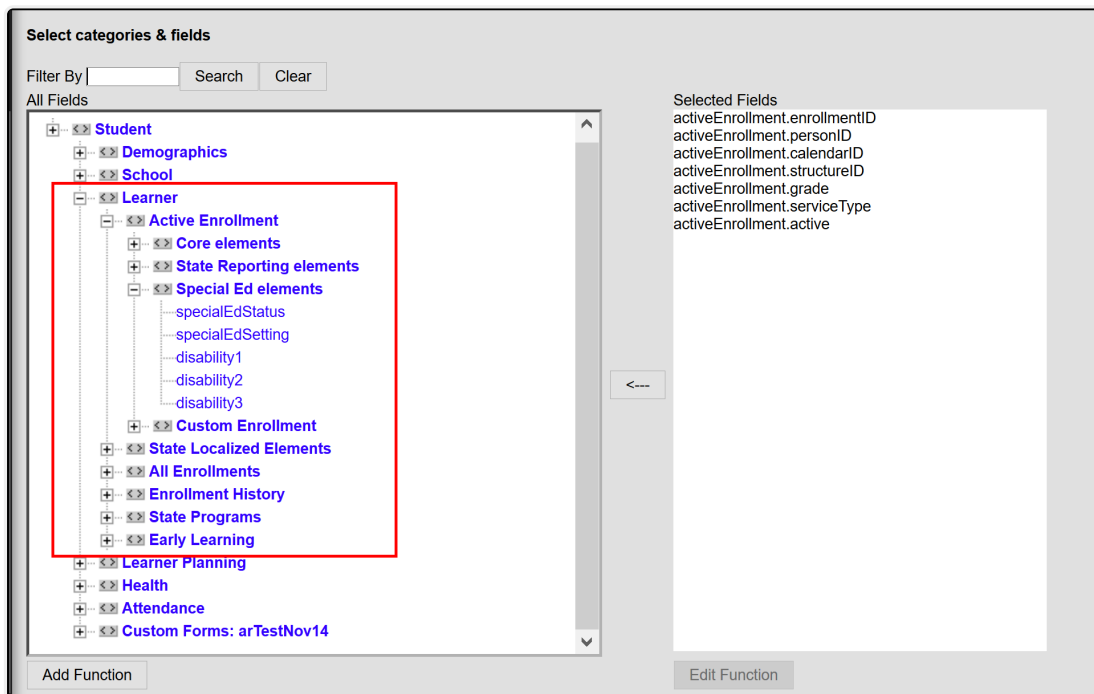 Select categories & fields
Filter By
Search
Clear
All Fields
Student
Demographics
School
Learner
Active Enrollment
Core elements
State Reporting elements
Special Ed elements
specialEdStatus
specialEdSetting
disability1
disability2
disability3
Custom Enrollment
State Localized Elements
All Enrollments
Enrollment History
State Programs
Early Learning
Learner Planning
Health
Attendance
Custom Forms: arTestNov14
Add Function
<---
Selected Fields
activeEnrollment.enrollmentID
activeEnrollment.personID
activeEnrollment.calendarID
activeEnrollment.structureID
activeEnrollment.grade
activeEnrollment.serviceType
activeEnrollment.active
Edit Function